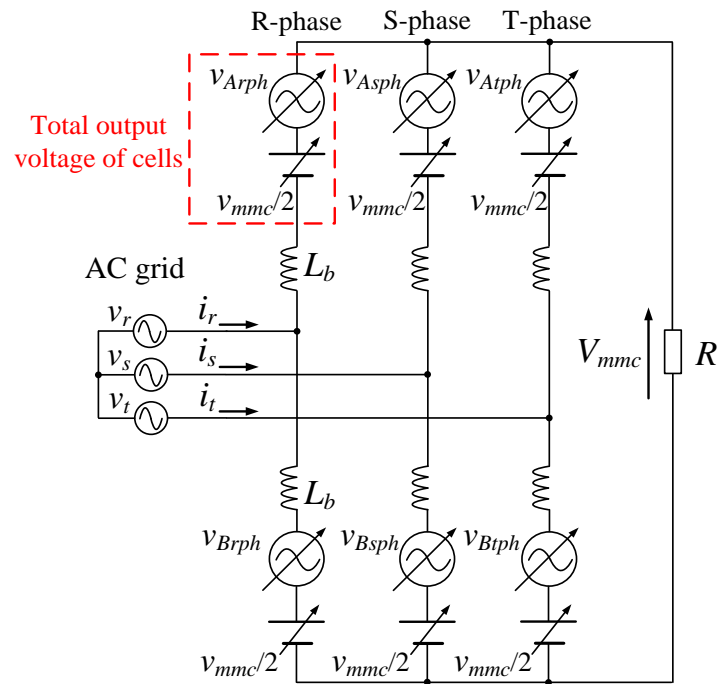 R-phase S-phase T-phase
v_Arph v_Asph v_Atph
Total output
voltage of cells
v_mmc/2 v_mmc/2 v_mmc/2
AC grid
L_b
v_r i_r
v_s i_s
v_t i_t
V_mmc R
L_b
v_Brph v_Bsph v_Btph
v_mmc/2 v_mmc/2 v_mmc/2